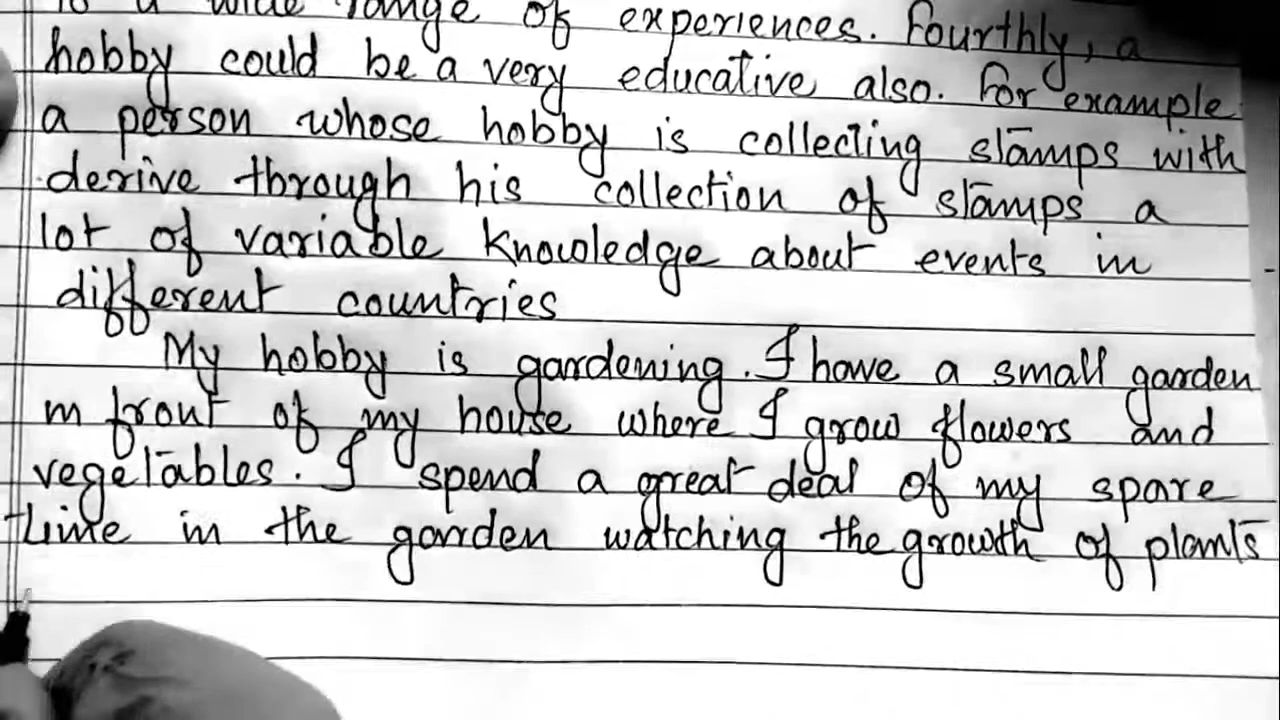 to a wide range of experiences. Fourthly, a
hobby could be a very educative also. For example
a person whose hobby is collecting stamps with
derive through his collection of stamps a
lot of variable knowledge about events in
different countries
My hobby is gardening. I have a small garden
in front of my house where I grow flowers and
vegetables. I spend a great deal of my spare
time in the garden watching the growth of plants